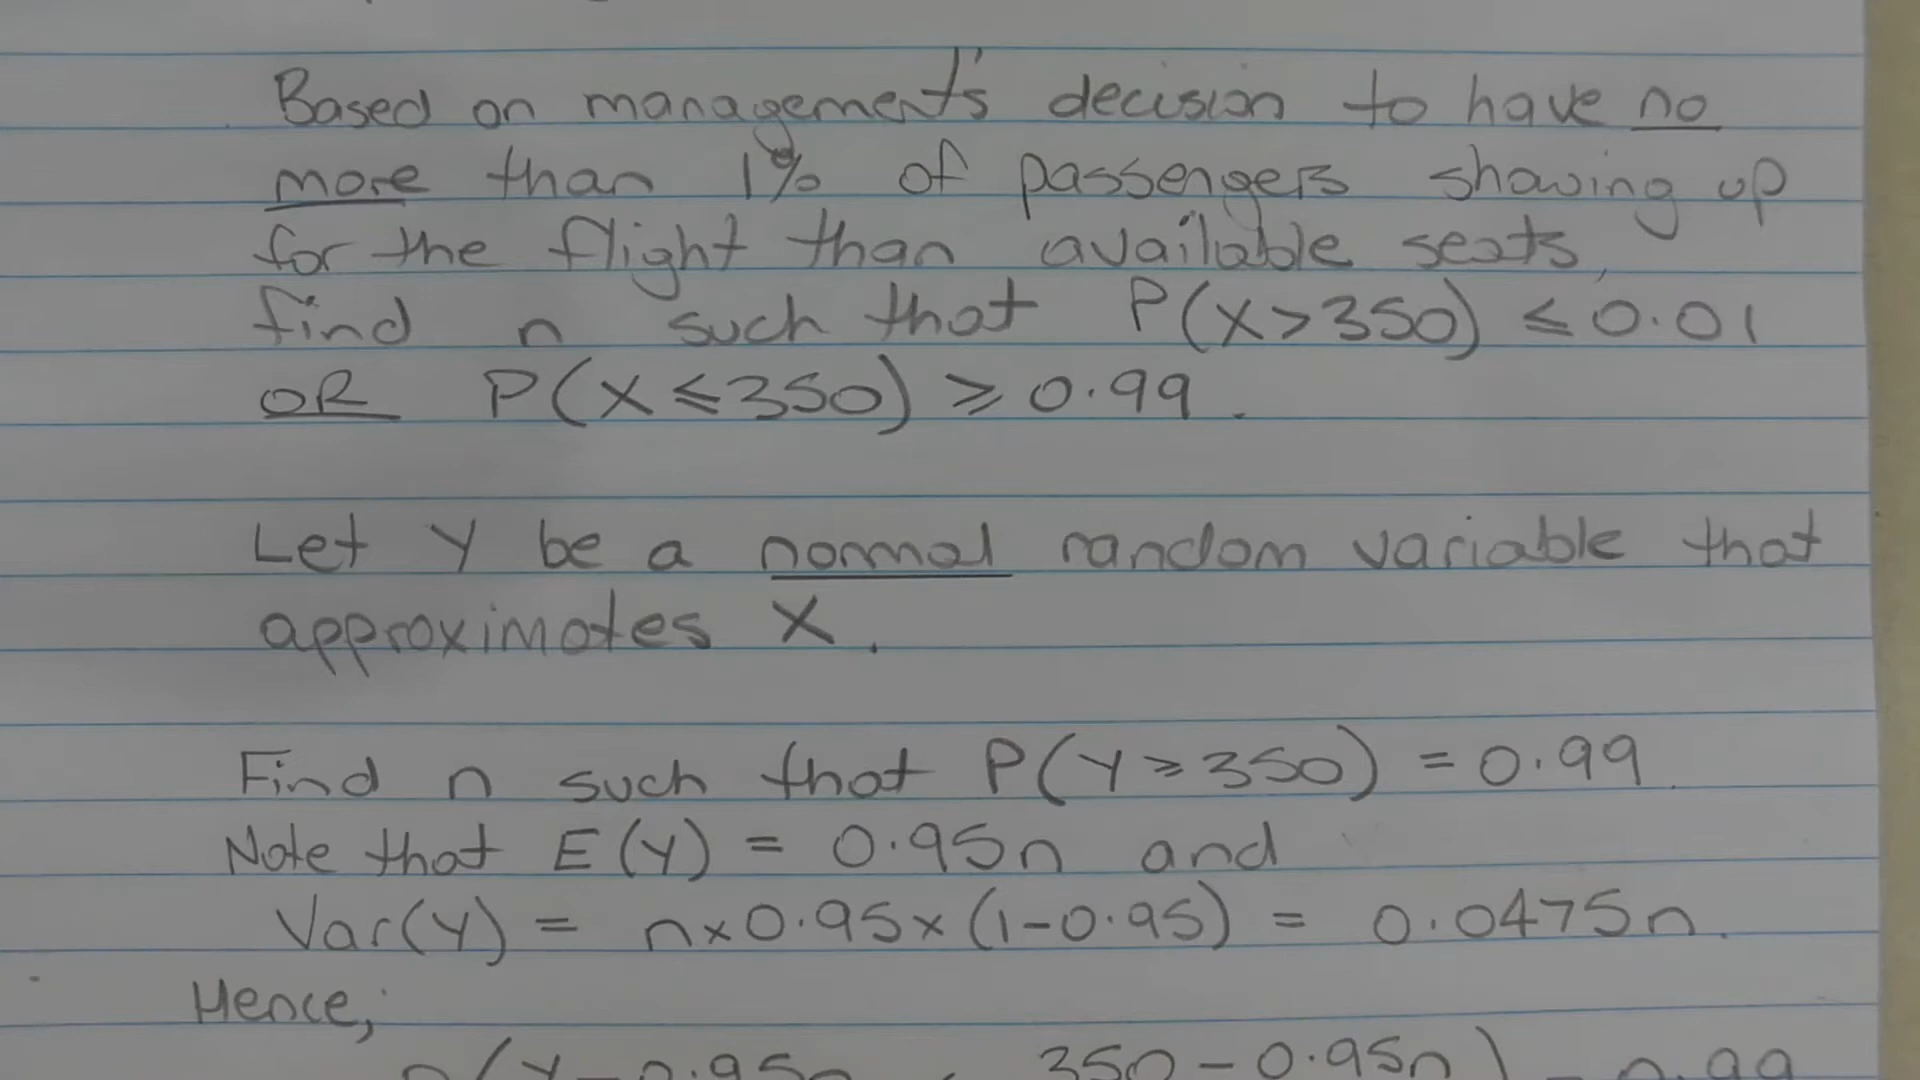 Based on management's decision to have no
more than 1% of passengers showing up
for the flight than available seats,
find n such that P(X>350) ≤ 0.01
OR P(X≤350) ≥ 0.99.
Let Y be a normal random variable that
approximates X.
Find n such that P(Y≥350) = 0.99.
Note that E(Y) = 0.95n and
Var(Y) = n×0.95×(1-0.95) = 0.0475n.
Hence,
350-0.95n)